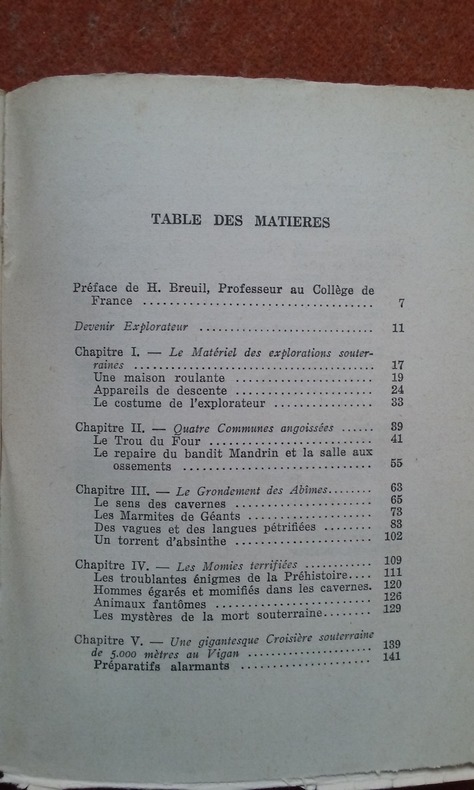 TABLE DES MATIERES
Préface de H. Breuil, Professeur au Collège de
France .................................... 7
Devenir Explorateur ............................ 11
Chapitre I. — Le Matériel des explorations souter-
raines ...................................... 17
Une maison roulante ...................... 19
Appareils de descente ...................... 24
Le costume de l'explorateur ................ 33
Chapitre II. — Quatre Communes angoissées ...... 39
Le Trou du Four .......................... 41
Le repaire du bandit Mandrin et la salle aux
ossements .............................. 55
Chapitre III. — Le Grondement des Abîmes........ 63
Le sens des cavernes ...................... 65
Les Marmites de Géants .................... 73
Des vagues et des langues pétrifiées ........ 83
Un torrent d'absinthe ...................... 102
Chapitre IV. — Les Momies terrifiées ........... 109
Les troublantes énigmes de la Préhistoire.... 111
Hommes égarés et momifiés dans les cavernes. 120
Animaux fantômes ......................... 126
Les mystères de la mort souterraine........ 129
Chapitre V. — Une gigantesque Croisière souterraine
de 5.000 mètres au Vigan .................... 139
Préparatifs alarmants ..................... 141